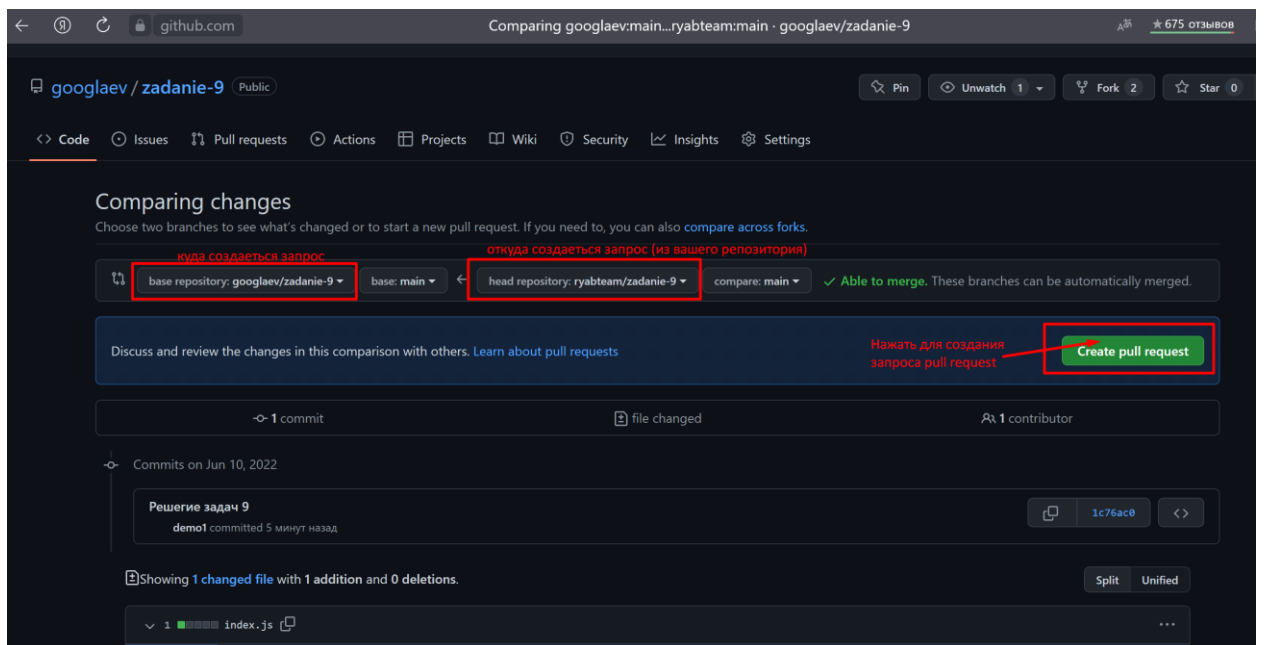 github.com Comparing googlaev:main...ryabteam:main · googlaev/zadanie-9 ★ 675 отзывов
googlaev / zadanie-9 Public Pin Unwatch 1 Fork 2 Star 0
<> Code Issues Pull requests Actions Projects Wiki Security Insights Settings
Comparing changes
Choose two branches to see what's changed or to start a new pull request. If you need to, you can also compare across forks.
куда создаеться запрос откуда создаеться запрос (из вашего репозитория)
base repository: googlaev/zadanie-9 base: main ← head repository: ryabteam/zadanie-9 compare: main ✓ Able to merge. These branches can be automatically merged.
Discuss and review the changes in this comparison with others. Learn about pull requests Нажать для создания
запроса pull request Create pull request
1 commit file changed 1 contributor
Commits on Jun 10, 2022
Решегие задач 9
demo1 committed 5 минут назад 1c76ac0 <>
Showing 1 changed file with 1 addition and 0 deletions. Split Unified
1 index.js ...